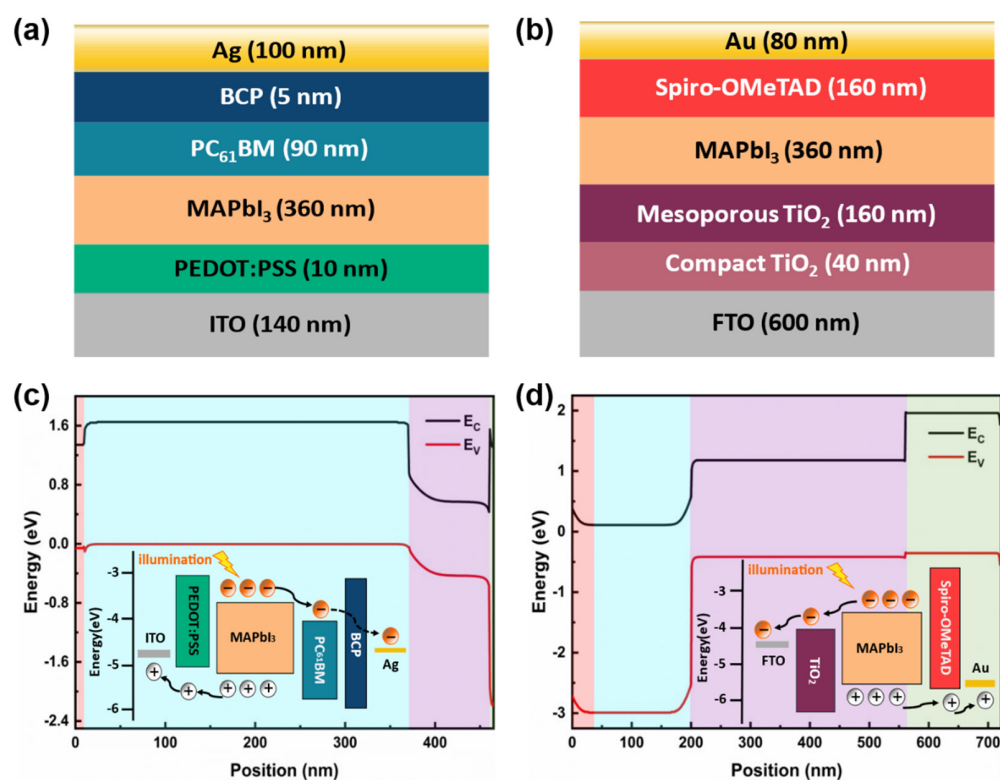 (a)
Ag (100 nm)
BCP (5 nm)
PC₆₁BM (90 nm)
MAPbI₃ (360 nm)
PEDOT:PSS (10 nm)
ITO (140 nm)
(b)
Au (80 nm)
Spiro-OMeTAD (160 nm)
MAPbI₃ (360 nm)
Mesoporous TiO₂ (160 nm)
Compact TiO₂ (40 nm)
FTO (600 nm)
(c)
Energy (eV)
1.6
0.8
0.0
-0.8
-1.6
-2.4
E_C
E_V
illumination
Energy(eV)
-3
-4
-5
-6
ITO
PEDOT:PSS
MAPbI₃
PC⁶¹BM
BCP
Ag
0
100
200
300
400
Position (nm)
(d)
Energy (eV)
2
1
0
-1
-2
-3
E_C
E_V
illumination
Energy(eV)
-3
-4
-5
-6
FTO
TiO₂
MAPbI₃
Spiro-OMeTAD
Au
0
100
200
300
400
500
600
700
Position (nm)